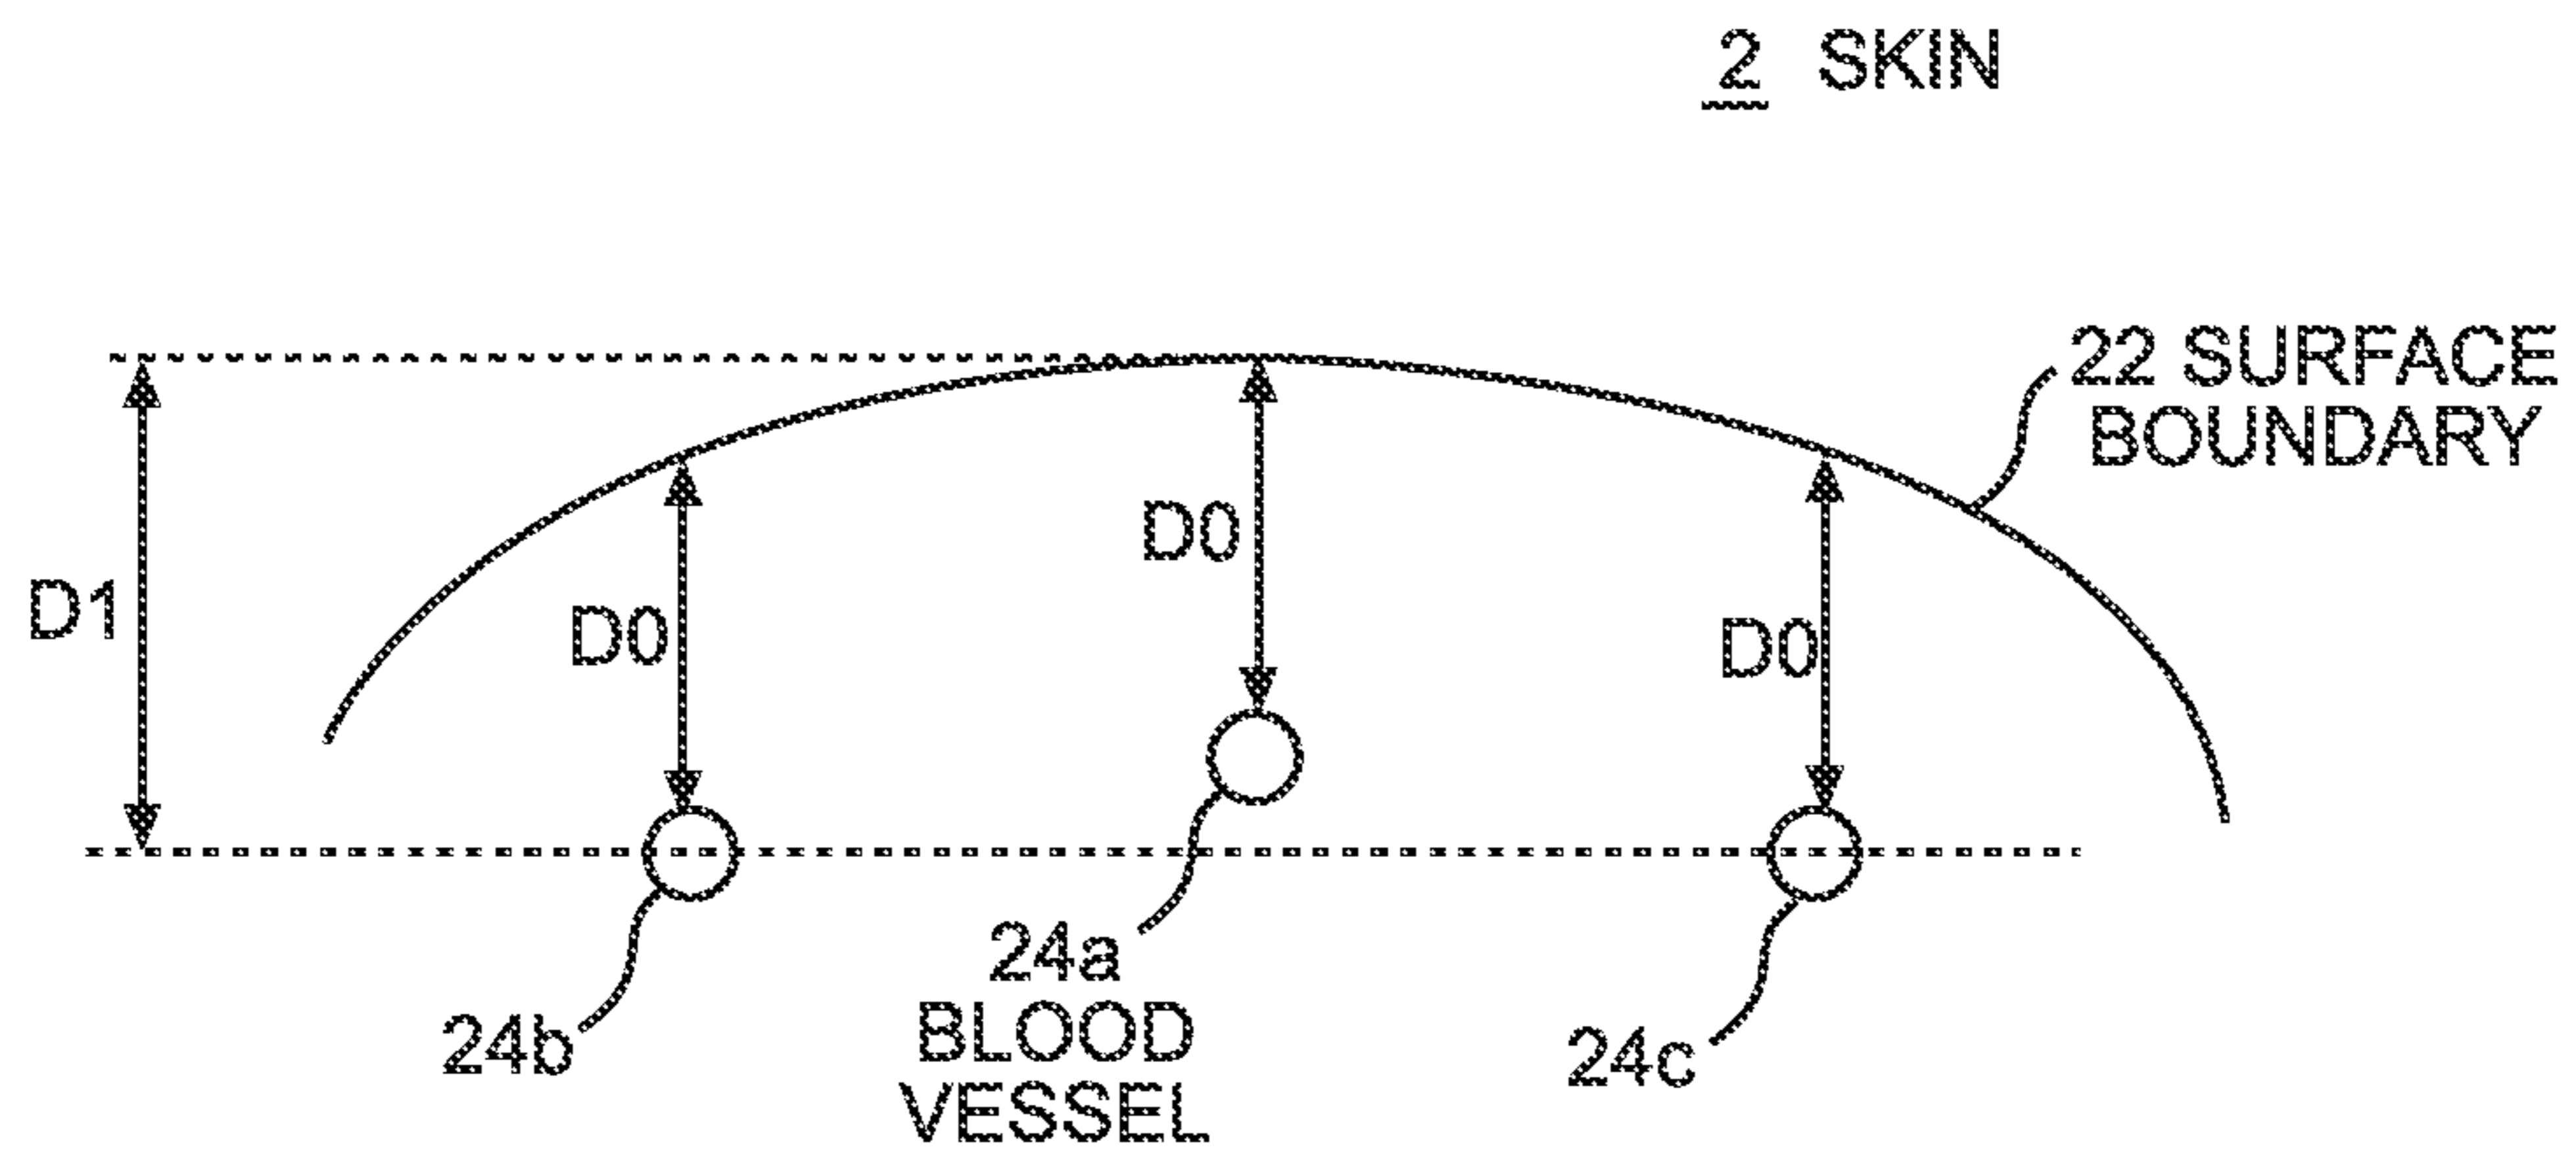 2 SKIN
22 SURFACE
BOUNDARY
D0
D1
D0
D0
24a
BLOOD
VESSEL
24b
24c